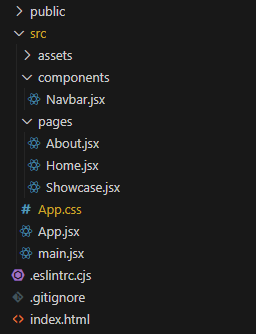 public
src
assets
components
Navbar.jsx
pages
About.jsx
Home.jsx
Showcase.jsx
# App.css
App.jsx
main.jsx
.eslintrc.cjs
.gitignore
<> index.html